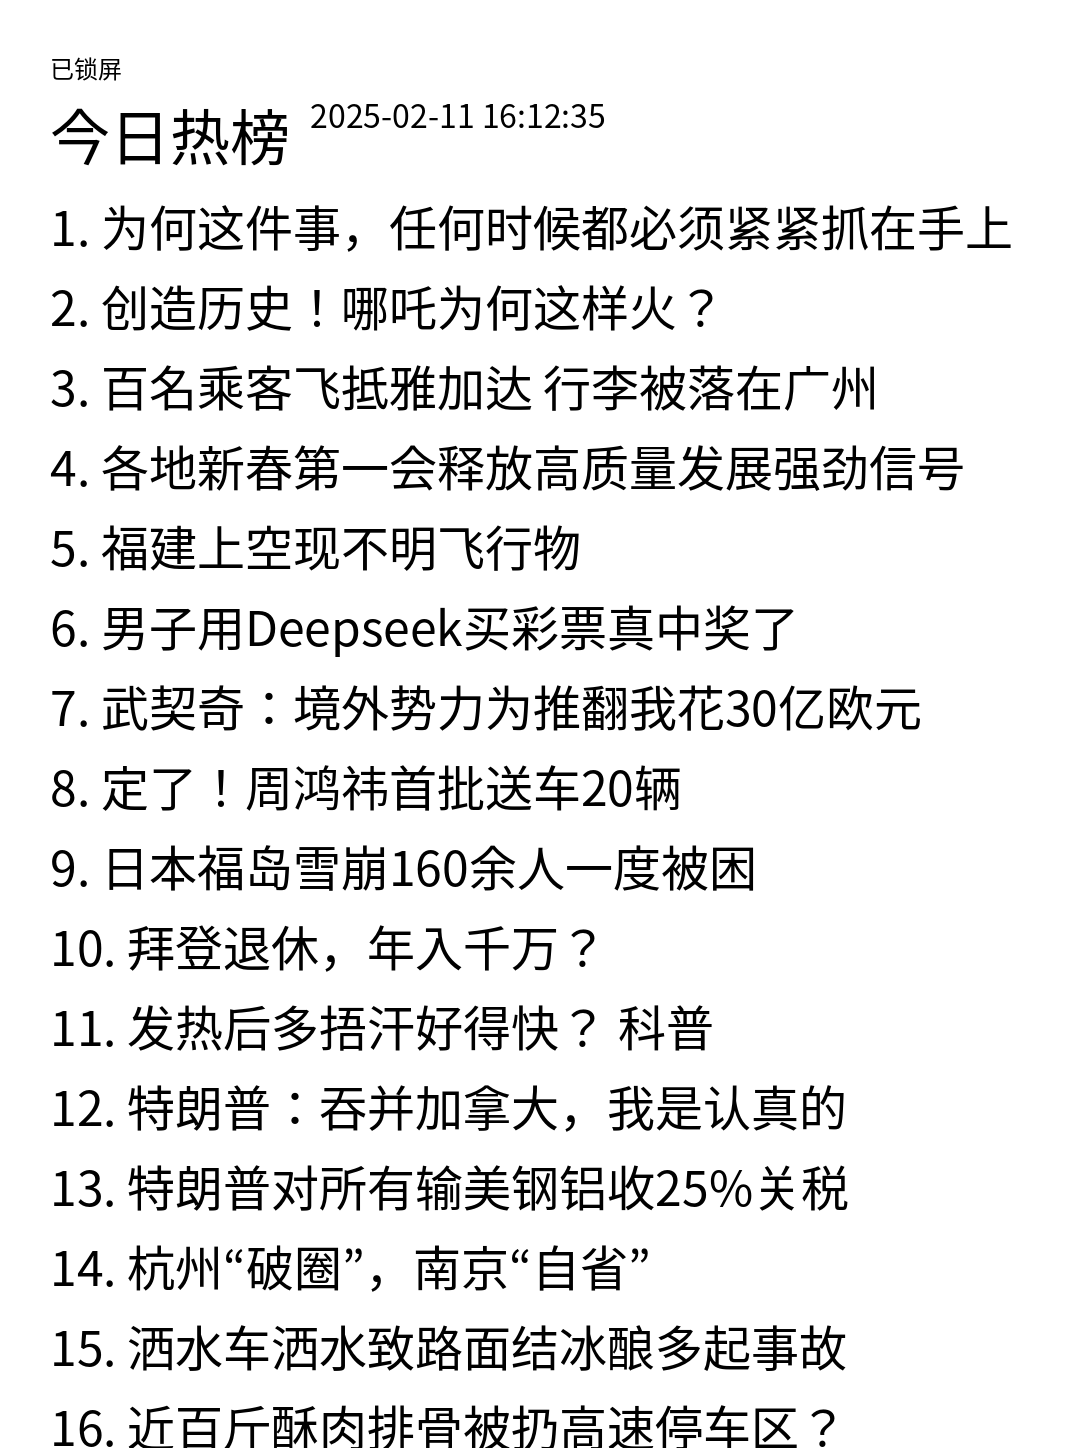 已锁屏
今日热榜 2025-02-11 16:12:35
1. 为何这件事，任何时候都必须紧紧抓在手上
2. 创造历史！哪吒为何这样火？
3. 百名乘客飞抵雅加达 行李被落在广州
4. 各地新春第一会释放高质量发展强劲信号
5. 福建上空现不明飞行物
6. 男子用Deepseek买彩票真中奖了
7. 武契奇：境外势力为推翻我花30亿欧元
8. 定了！周鸿祎首批送车20辆
9. 日本福岛雪崩160余人一度被困
10. 拜登退休，年入千万？
11. 发热后多捂汗好得快？ 科普
12. 特朗普：吞并加拿大，我是认真的
13. 特朗普对所有输美钢铝收25%关税
14. 杭州“破圈”，南京“自省”
15. 洒水车洒水致路面结冰酿多起事故
16. 近百斤酥肉排骨被扔高速停车区？